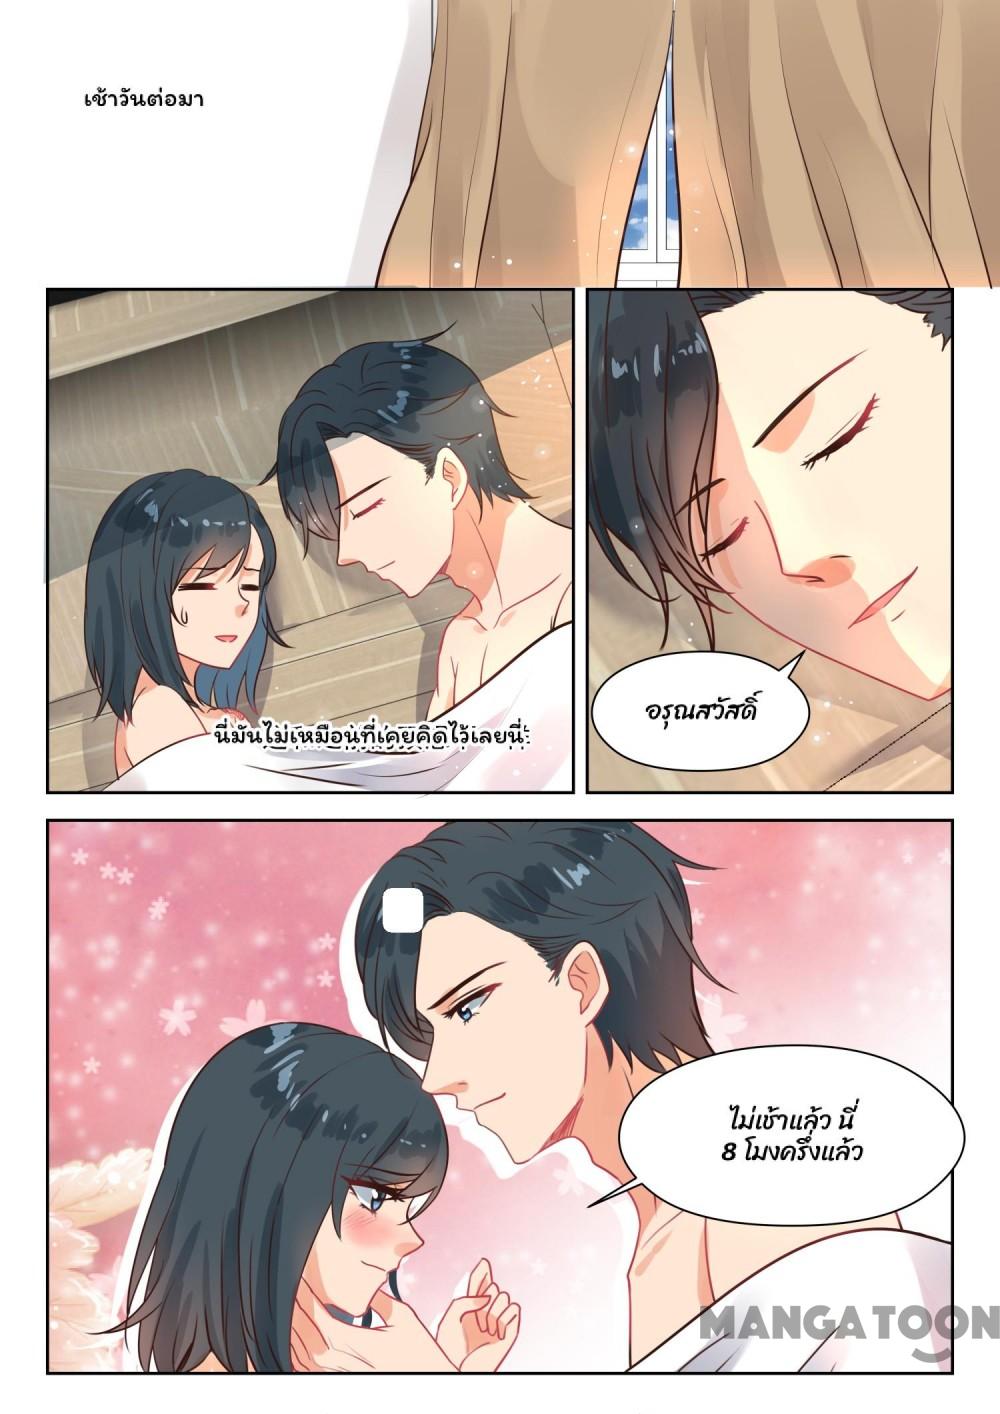 เช้าวันต่อมา
นี่มันไม่เหมือนที่เคยคิดไว้เลยนี่
อรุณสวัสดิ์
ไม่เช้าแล้ว นี่
8 โมงครึ่งแล้ว
MANGATOON